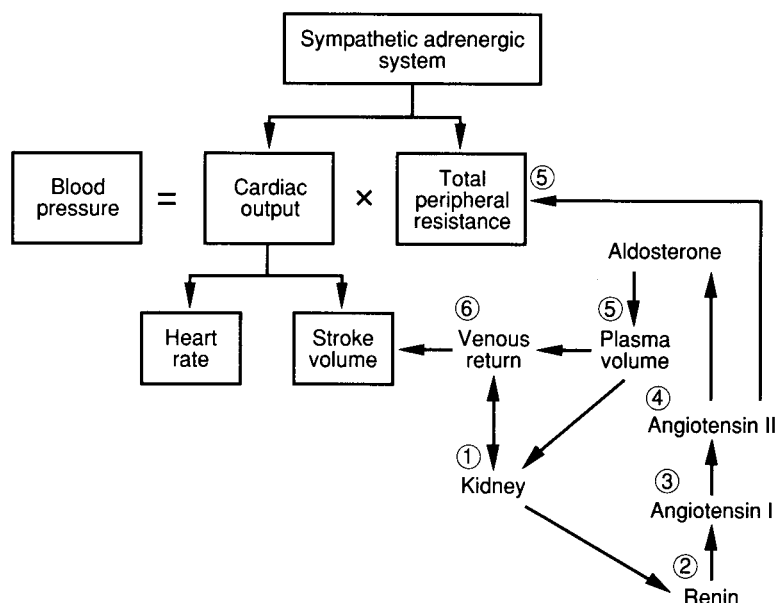 Sympathetic adrenergic
system
Blood
pressure
=
Cardiac
output
×
Total
peripheral
resistance
⑤
Aldosterone
Heart
rate
Stroke
volume
⑥
Venous
return
⑤
Plasma
volume
④
Angiotensin II
①
Kidney
③
Angiotensin I
②
Renin